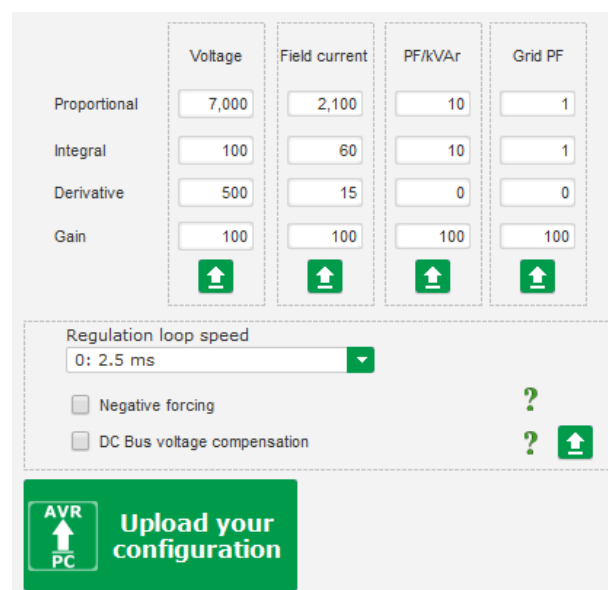 Voltage Field current PF/kVAr Grid PF
Proportional 7,000 2,100 10 1
Integral 100 60 10 1
Derivative 500 15 0 0
Gain 100 100 100 100
Regulation loop speed
0: 2.5 ms
Negative forcing ?
DC Bus voltage compensation ?
AVR
PC
Upload your
configuration